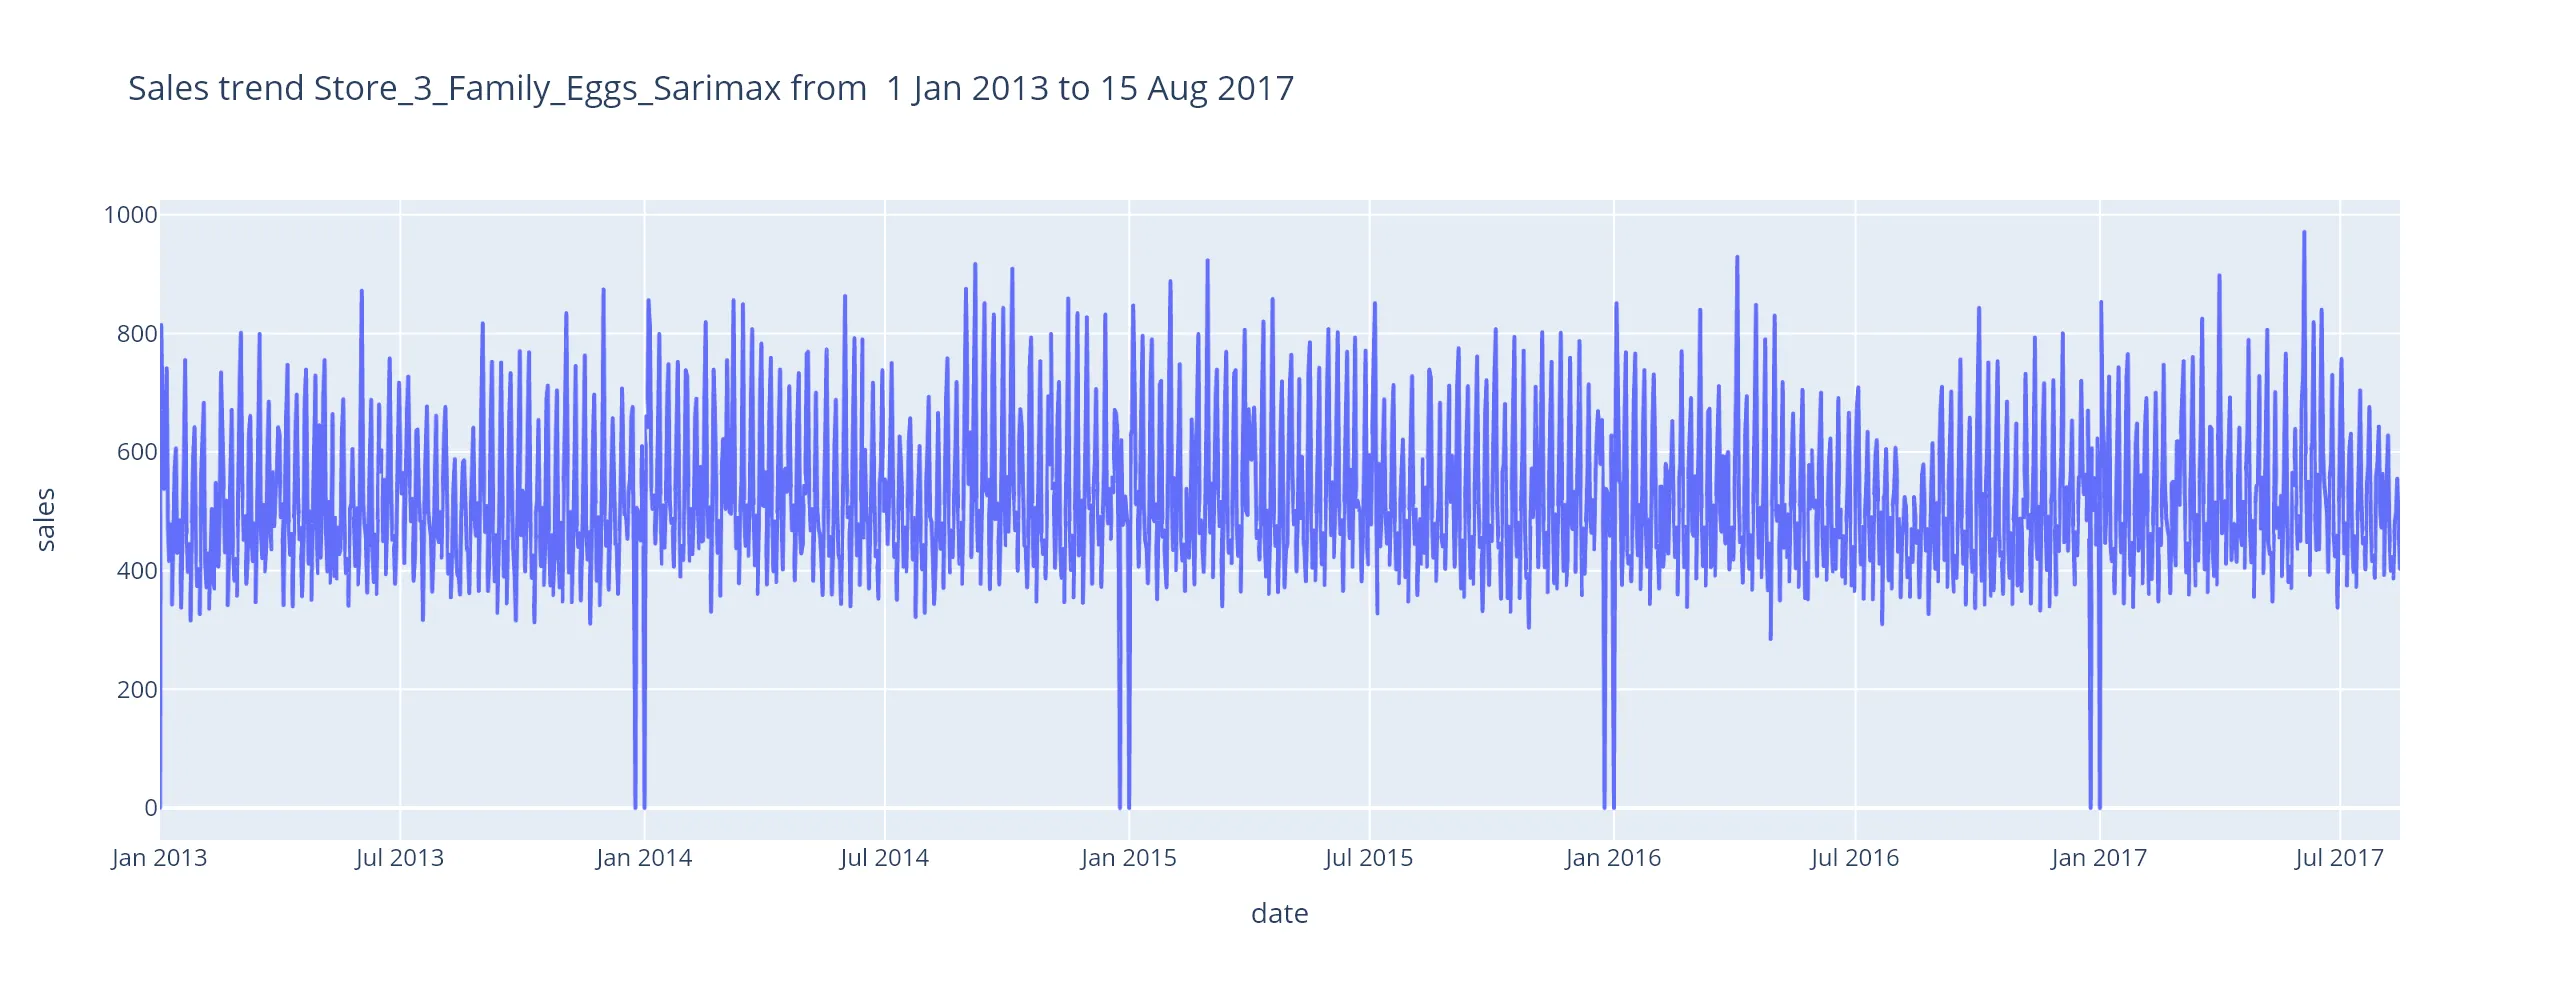 Sales trend Store_3_Family_Eggs_Sarimax from  1 Jan 2013 to 15 Aug 2017
1000
800
600
400
200
0
sales
Jan 2013 Jul 2013 Jan 2014 Jul 2014 Jan 2015 Jul 2015 Jan 2016 Jul 2016 Jan 2017 Jul 2017
date